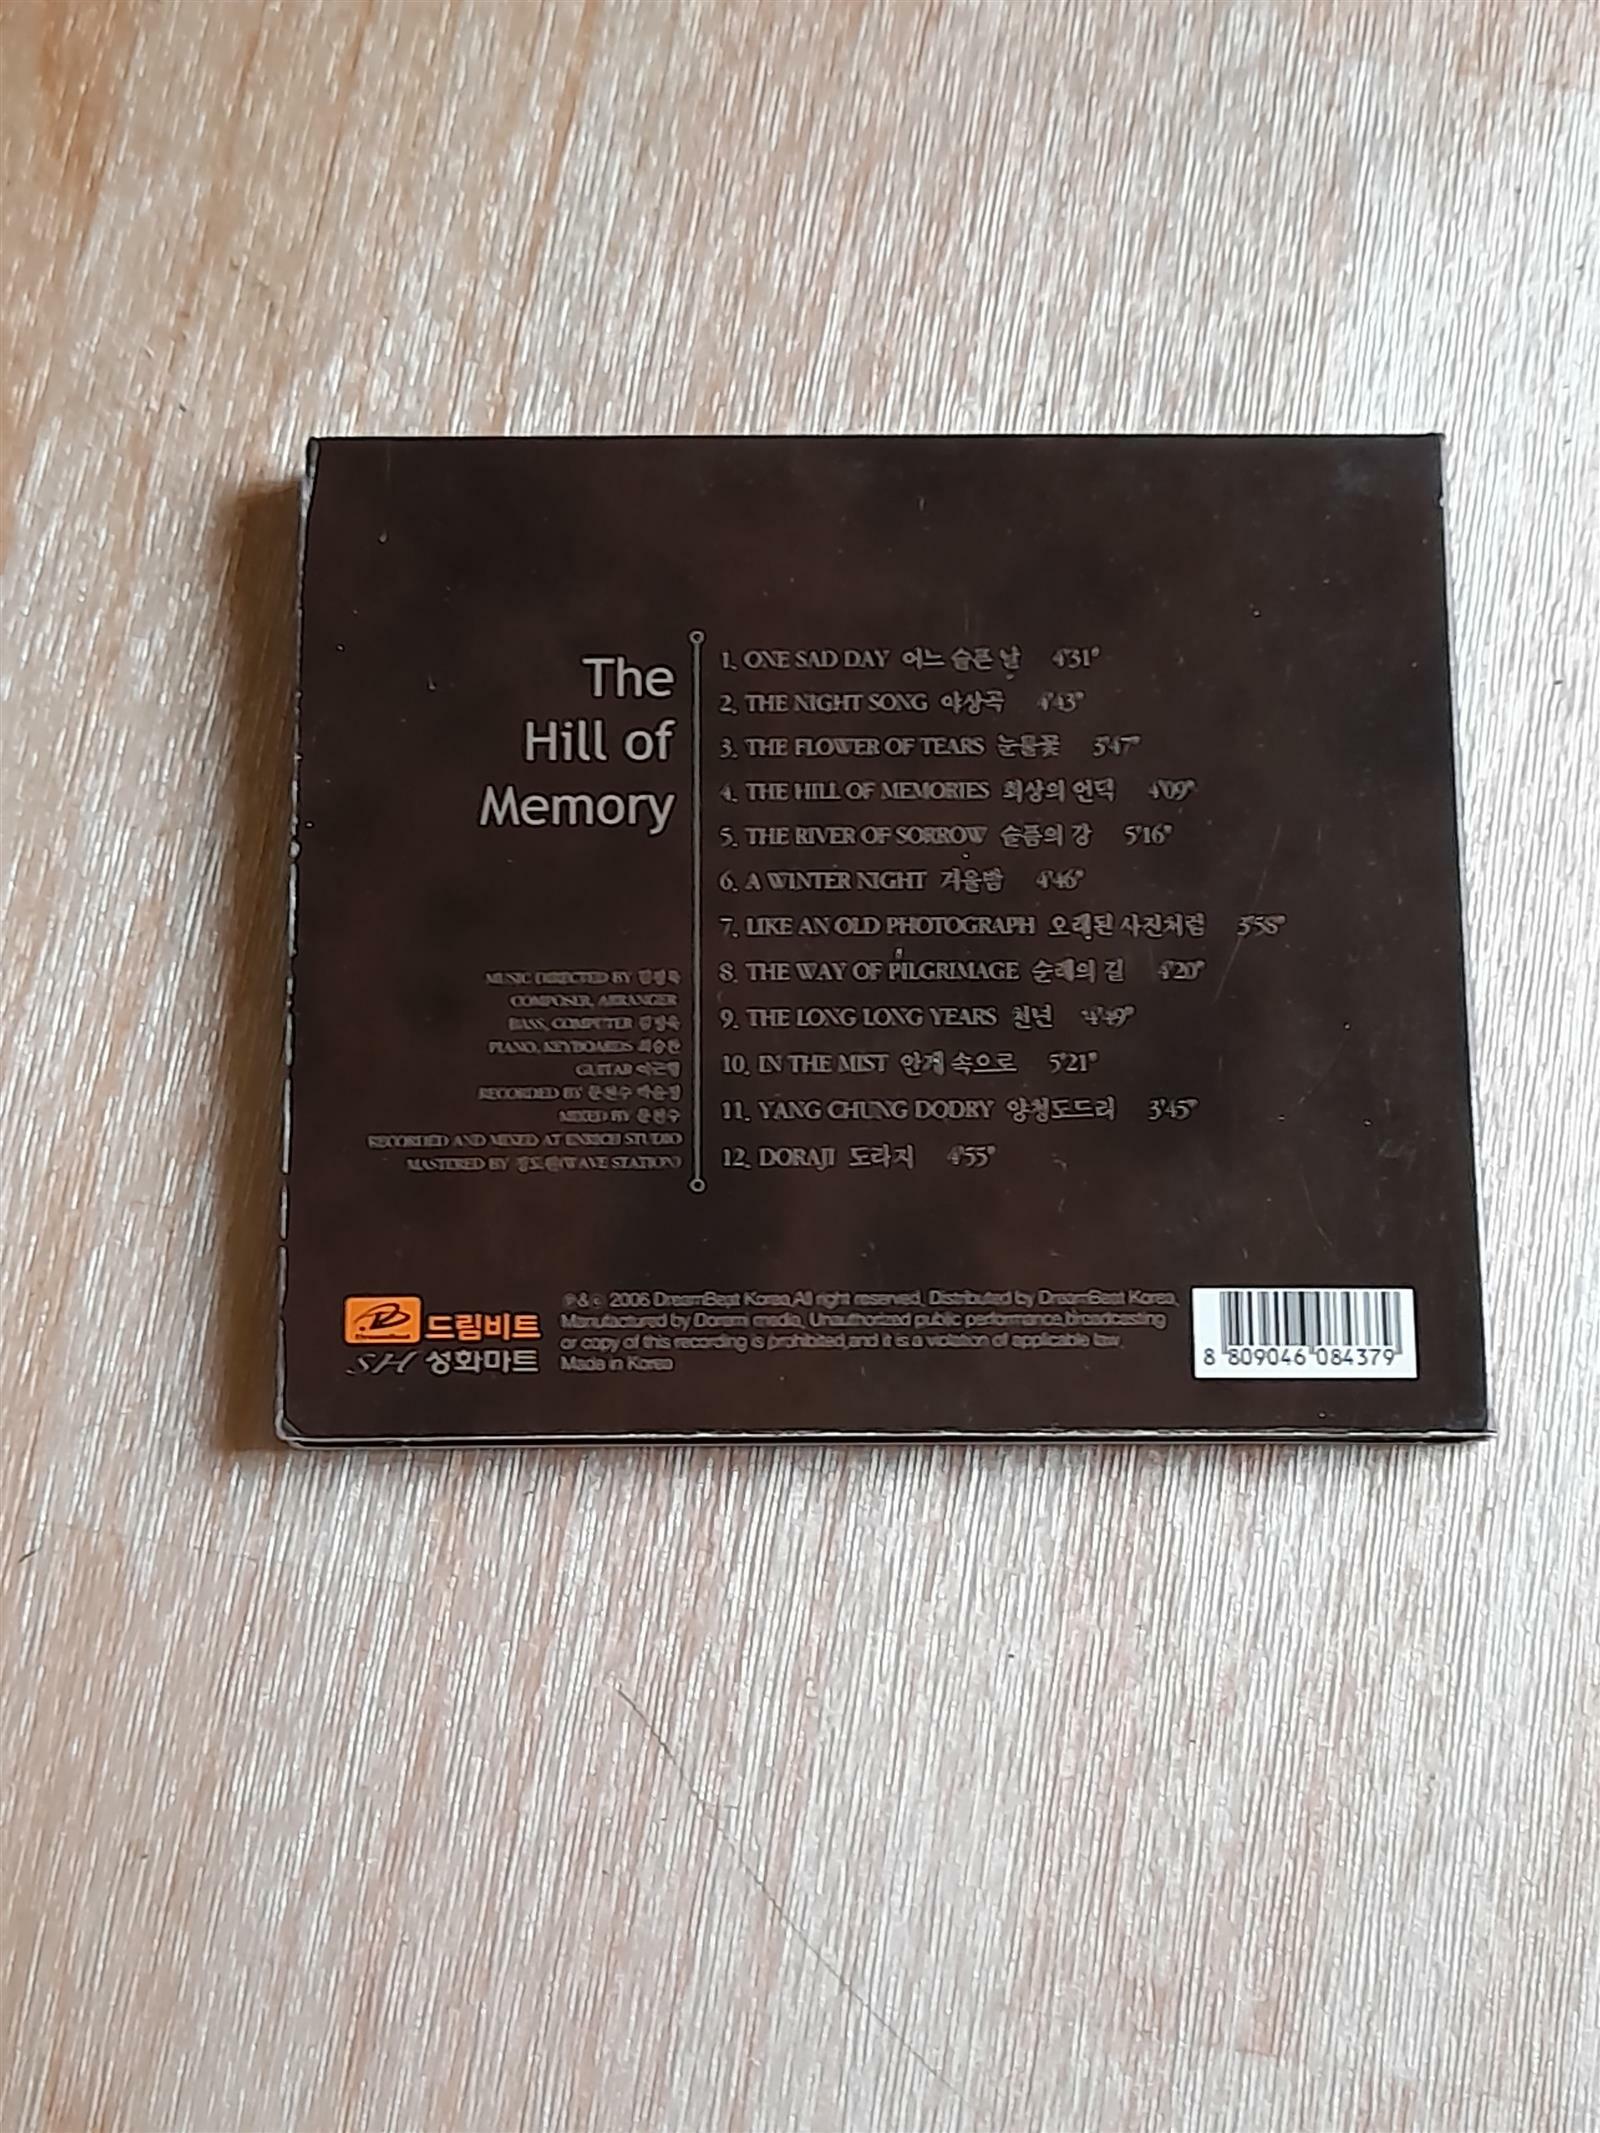 The
Hill of
Memory
1. ONE SAD DAY 어느 슬픈 날 4'31"
2. THE NIGHT SONG 야상곡 4'43"
3. THE FLOWER OF TEARS 눈물꽃 3'47"
4. THE HILL OF MEMORIES 회상의 언덕 4'09"
5. THE RIVER OF SORROW 슬픔의 강 5'16"
6. A WINTER NIGHT 겨울밤 4'46"
7. LIKE AN OLD PHOTOGRAPH 오래된 사진처럼 3'58"
8. THE WAY OF PILGRIMAGE 순례의 길 4'20"
9. THE LONG LONG YEARS 천년 4'49"
10. IN THE MIST 안개 속으로 5'21"
11. YANG CHUNG DODRY 양청도드리 3'45"
12. DORAJI 도라지 4'55"
MUSIC DIRECTED BY
COMPOSER, ARRANGER
BASS, COMPUTER
PIANO, KEYBOARDS
GUITAR
RECORDED BY
MIXED BY
RECORDED AND MIXED AT ENRICH STUDIO
MASTERED BY (WAVE STATION)
드림비트
SH 성화마트
℗ & © 2006 DreamBeat Korea,All right reserved. Distributed by DreamBeat Korea,
Manufactured by Doremi media, Unauthorized public performance,broadcasting
or copy of this recording is prohibited,and it is a violation of applicable law.
Made in Korea
8 809046 084379